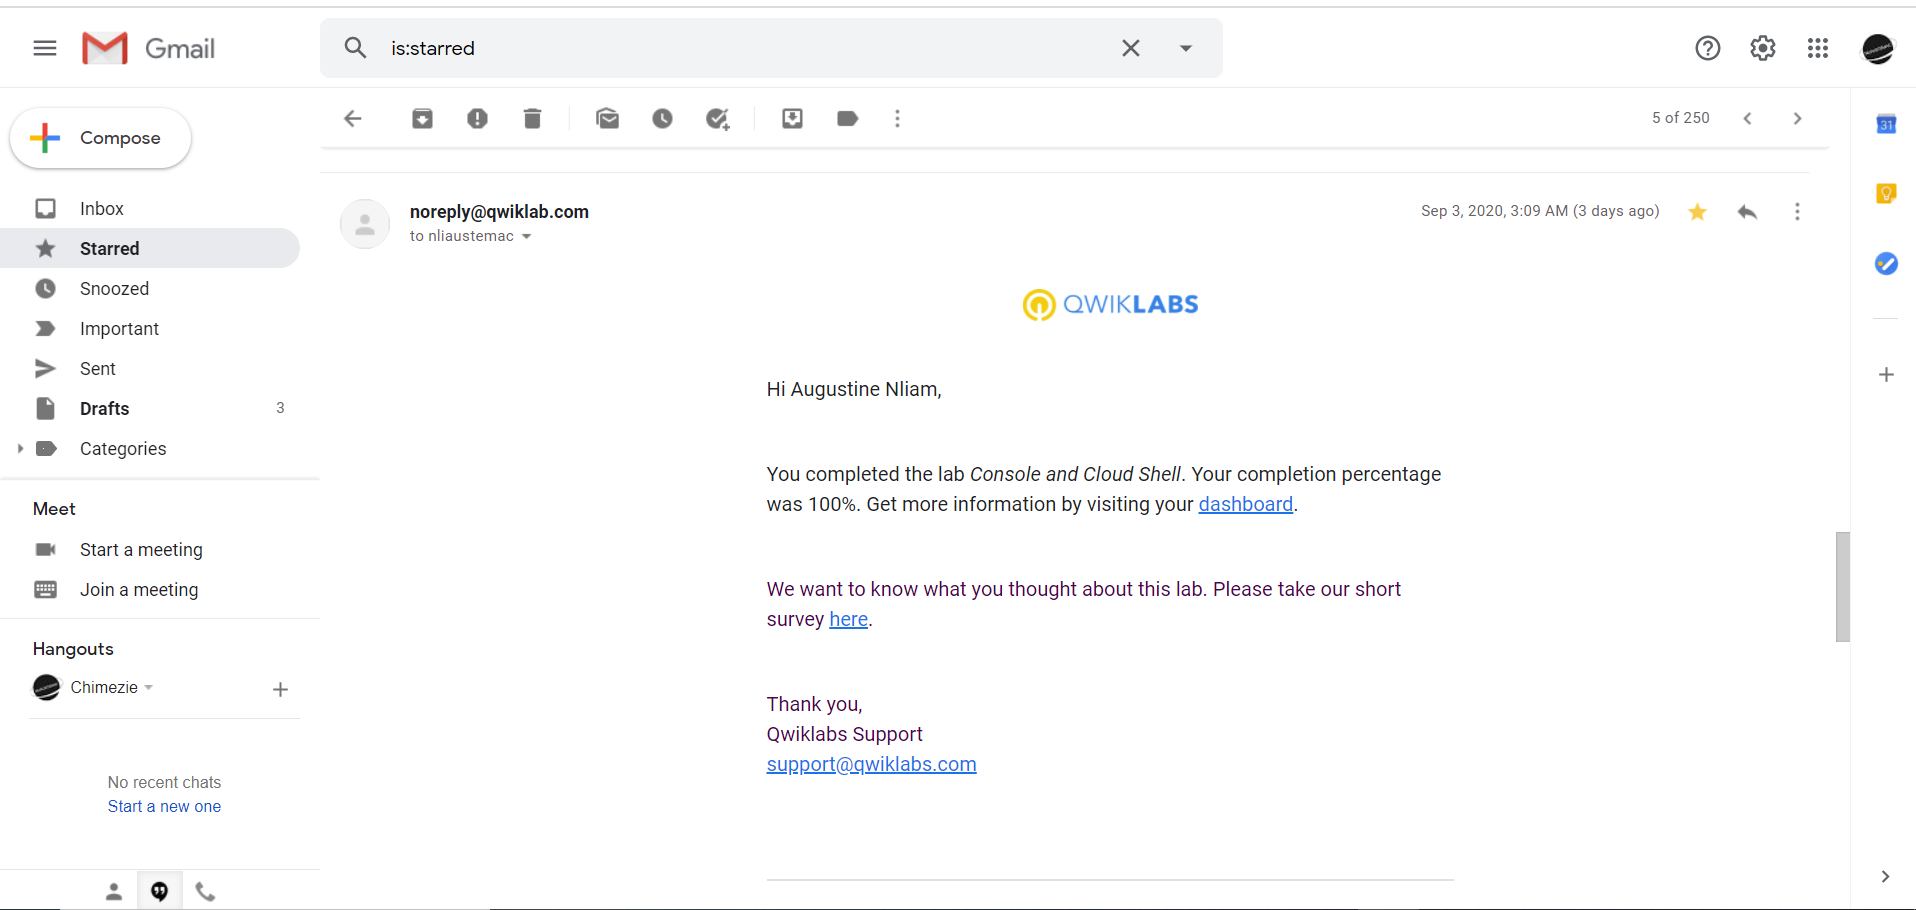 Gmail
is:starred
Compose
5 of 250
31
Inbox
Starred
Snoozed
Important
Sent
Drafts 3
Categories
Meet
Start a meeting
Join a meeting
Hangouts
Chimezie
No recent chats
Start a new one
noreply@qwiklab.com
Sep 3, 2020, 3:09 AM (3 days ago)
to nliaustemac
QWIKLABS
Hi Augustine Nliam,
You completed the lab Console and Cloud Shell. Your completion percentage
was 100%. Get more information by visiting your dashboard.
We want to know what you thought about this lab. Please take our short
survey here.
Thank you,
Qwiklabs Support
support@qwiklabs.com